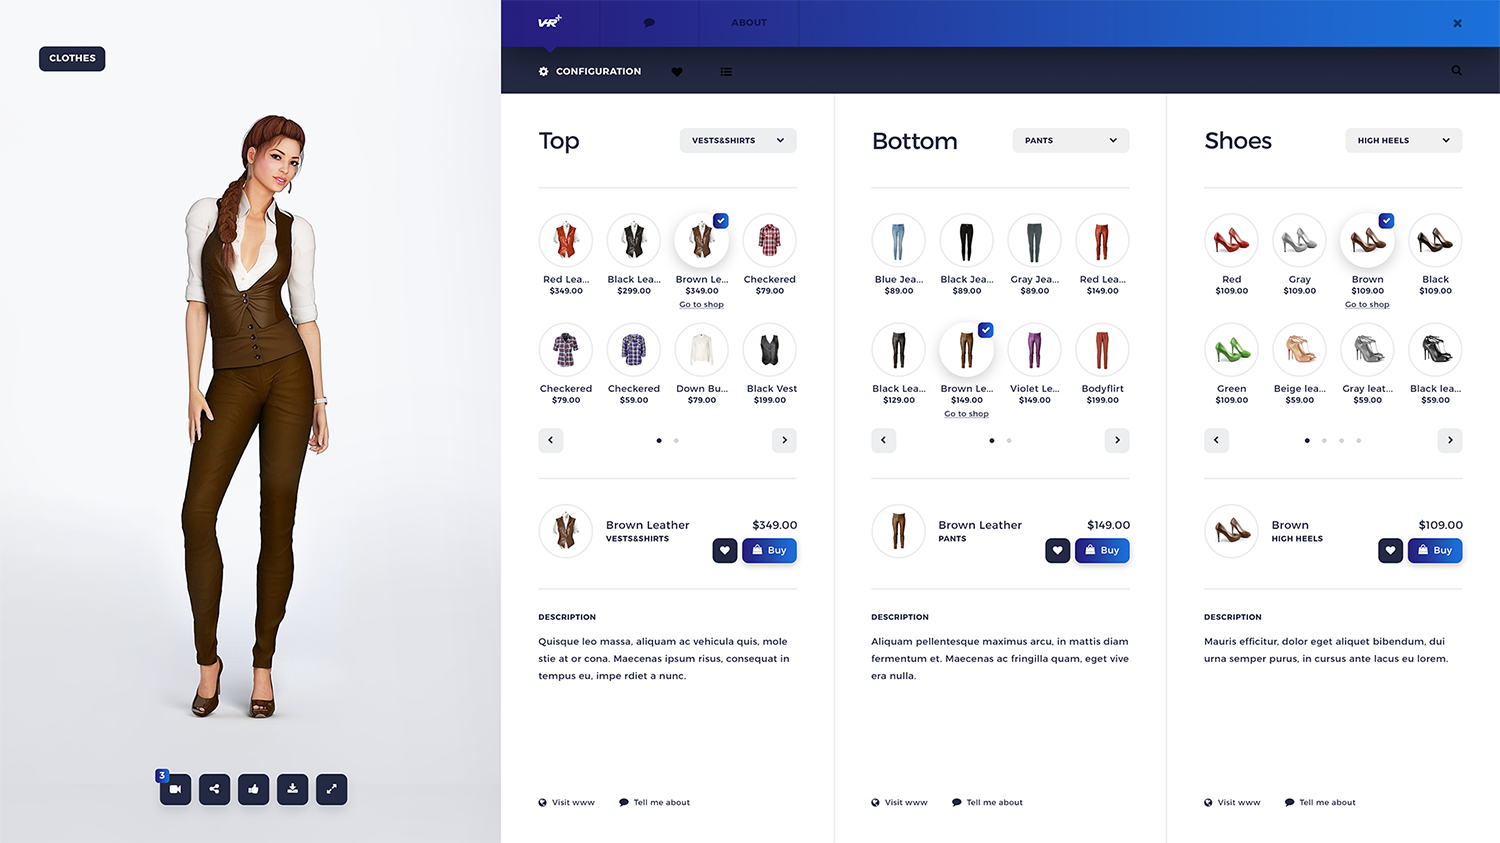 CLOTHES
VR+
ABOUT
CONFIGURATION
Top
VESTS&SHIRTS
Red Lea...
$349.00
Black Lea...
$299.00
Brown Le...
$349.00
Go to shop
Checkered
$79.00
Checkered
$79.00
Checkered
$59.00
Down Bu...
$79.00
Black Vest
$199.00
Brown Leather
VESTS&SHIRTS
$349.00
Buy
DESCRIPTION
Quisque leo massa, aliquam ac vehicula quis, mole
stie at or cona. Maecenas ipsum risus, consequat in
tempus eu, impe rdiet a nunc.
Visit www
Tell me about
Bottom
PANTS
Blue Jea...
$89.00
Black Jea...
$89.00
Gray Jea...
$89.00
Red Lea...
$149.00
Black Lea...
$129.00
Brown Le...
$149.00
Go to shop
Violet Le...
$149.00
Bodyflirt
$199.00
Brown Leather
PANTS
$149.00
Buy
DESCRIPTION
Aliquam pellentesque maximus arcu, in mattis diam
fermentum et. Maecenas ac fringilla quam, eget vive
era nulla.
Visit www
Tell me about
Shoes
HIGH HEELS
Red
$109.00
Gray
$109.00
Brown
$109.00
Go to shop
Black
$109.00
Green
$109.00
Beige lea...
$59.00
Gray leat...
$59.00
Black lea...
$59.00
Brown
HIGH HEELS
$109.00
Buy
DESCRIPTION
Mauris efficitur, dolor eget aliquet bibendum, dui
urna semper purus, in cursus ante lacus eu lorem.
Visit www
Tell me about
3